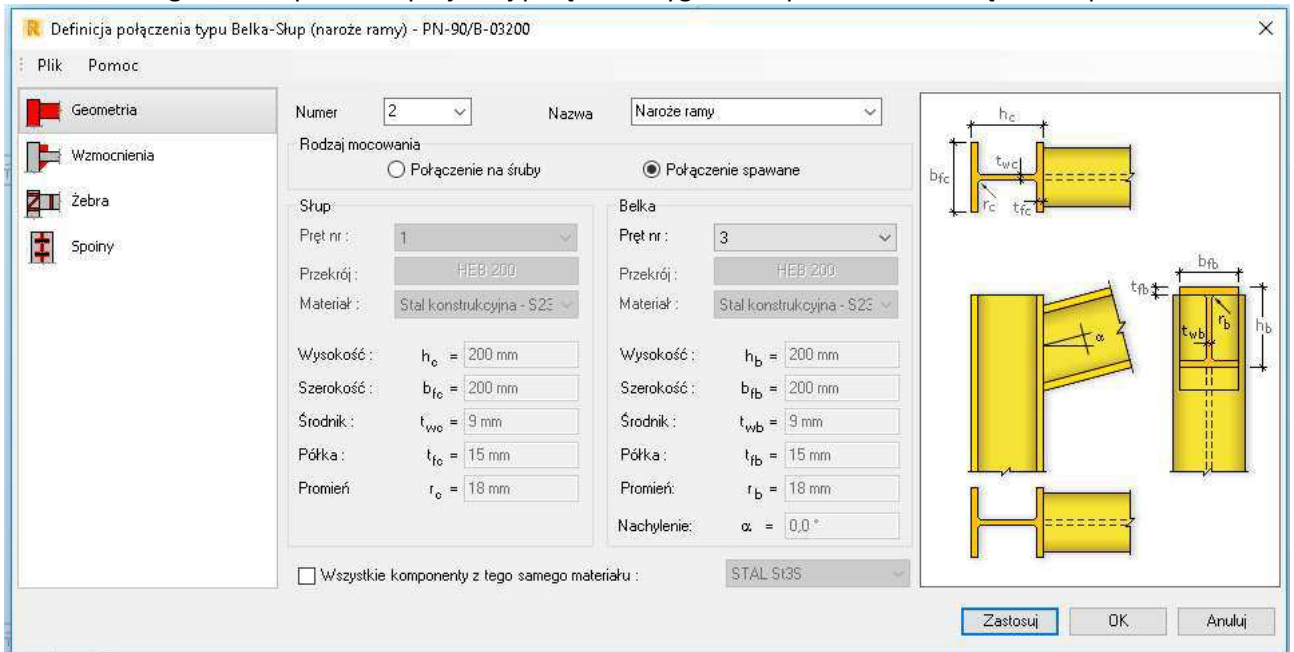 Definicja połączenia typu Belka-Słup (naroże ramy) - PN-90/B-03200
Plik Pomoc
Geometria
Wzmocnienia
Żebra
Spoiny
Numer 2 Nazwa Naroże ramy
Rodzaj mocowania
Połączenie na śruby Połączenie spawane
Słup Belka
Pręt nr : 1 Pręt nr : 3
Przekrój : HEB 200 Przekrój : HEB 200
Materiał : Stal konstrukcyjna - S23 Materiał : Stal konstrukcyjna - S23
Wysokość : hc = 200 mm Wysokość : hb = 200 mm
Szerokość : bfc = 200 mm Szerokość : bfb = 200 mm
Środnik : twc = 9 mm Środnik : twb = 9 mm
Półka : tfc = 15 mm Półka : tfb = 15 mm
Promień rc = 18 mm Promień: rb = 18 mm
Nachylenie: α = 0,0 °
Wszystkie komponenty z tego samego materiału : STAL St3S
hc
twc
bfc
rc tfc
bfb
tfb
twb rb hb
α
Zastosuj OK Anuluj